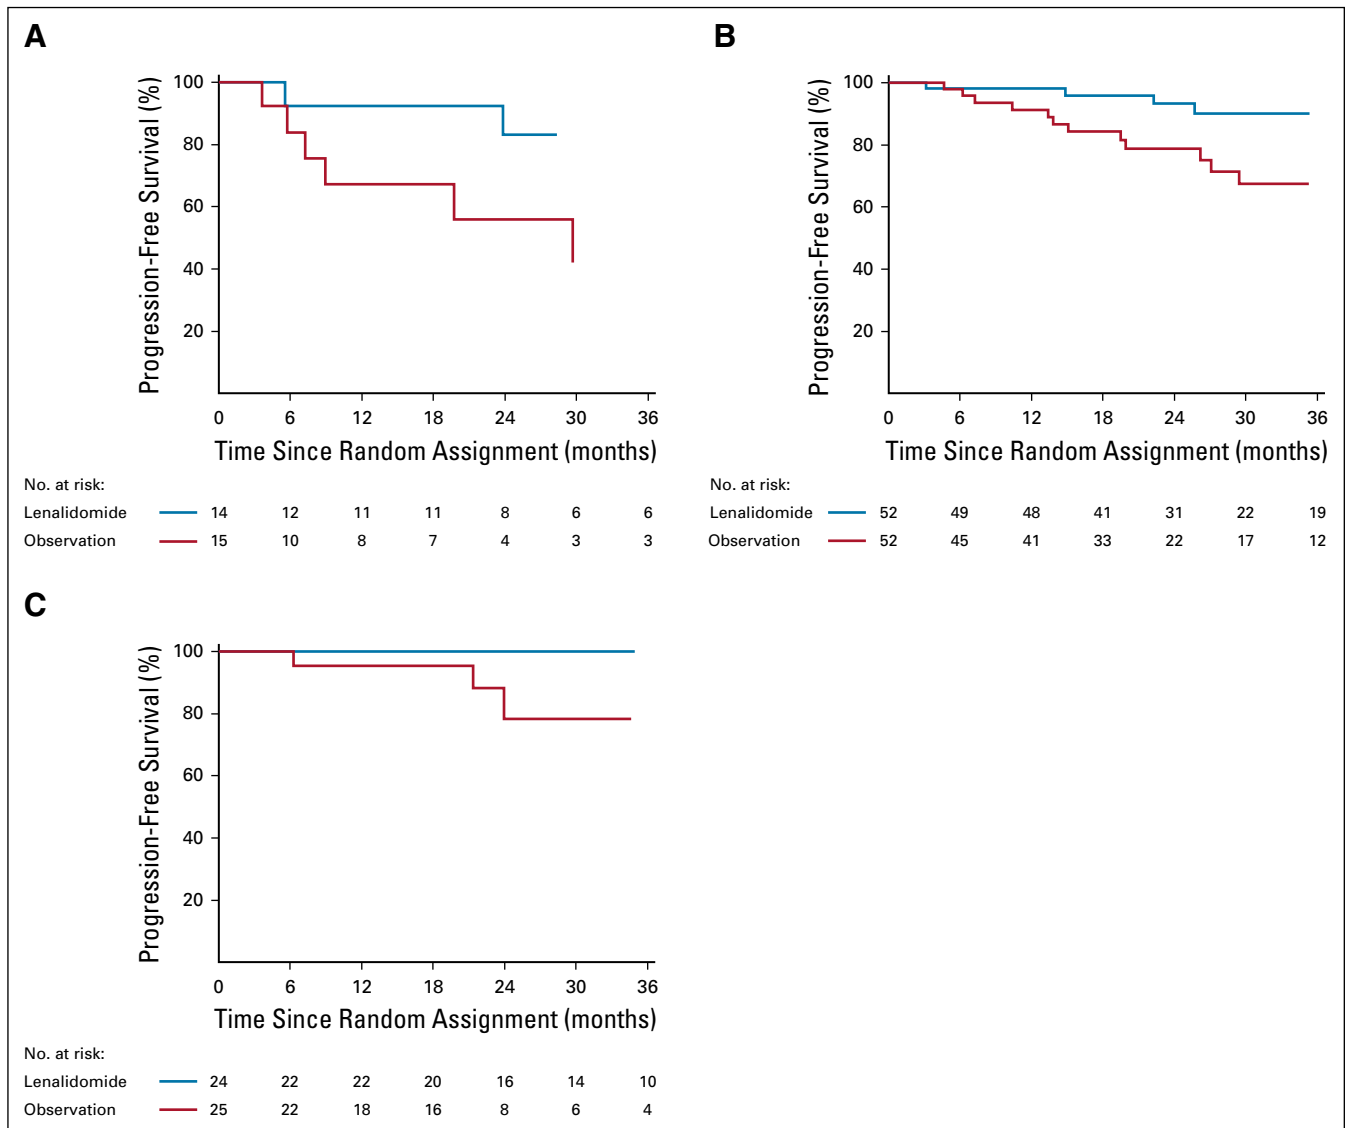 A
Progression-Free Survival (%)
100
80
60
40
20
0 6 12 18 24 30 36
Time Since Random Assignment (months)
No. at risk:
Lenalidomide 14 12 11 11 8 6 6
Observation 15 10 8 7 4 3 3
B
Progression-Free Survival (%)
100
80
60
40
20
0 6 12 18 24 30 36
Time Since Random Assignment (months)
No. at risk:
Lenalidomide 52 49 48 41 31 22 19
Observation 52 45 41 33 22 17 12
C
Progression-Free Survival (%)
100
80
60
40
20
0 6 12 18 24 30 36
Time Since Random Assignment (months)
No. at risk:
Lenalidomide 24 22 22 20 16 14 10
Observation 25 22 18 16 8 6 4